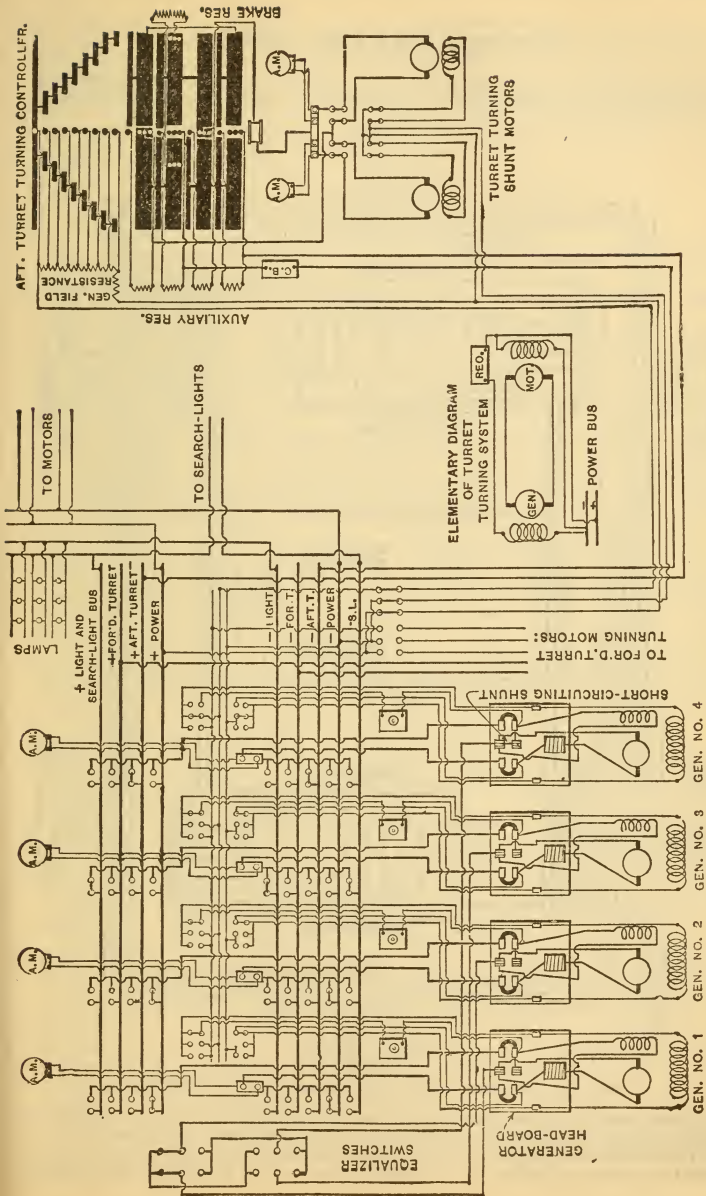 AFT. TURRET TURNING CONTROLLER.
BRAKE RES.
GEN. FIELD
RESISTANCE
AUXILIARY RES.
C.B.
A.M.
A.M.
TURRET TURNING
SHUNT MOTORS
TO MOTORS
TO SEARCH-LIGHTS
LAMPS
+ LIGHT AND
SEARCH-LIGHT BUS
+FOR'D. TURRET
+ AFT. TURRET
+ POWER
- LIGHT
- FOR. T.
- AFT. T.
- POWER
- S.L.
ELEMENTARY DIAGRAM
OF TURRET
TURNING SYSTEM
REO.
GEN.
MOT.
- 
+ POWER BUS
TO FOR'D. TURRET
TURNING MOTORS:
SHORT-CIRCUITING SHUNT
A.M.
A.M.
A.M.
A.M.
EQUALIZER
SWITCHES
GENERATOR
HEAD-BOARD
GEN. NO. 1
GEN. NO. 2
GEN. NO. 3
GEN. NO. 4